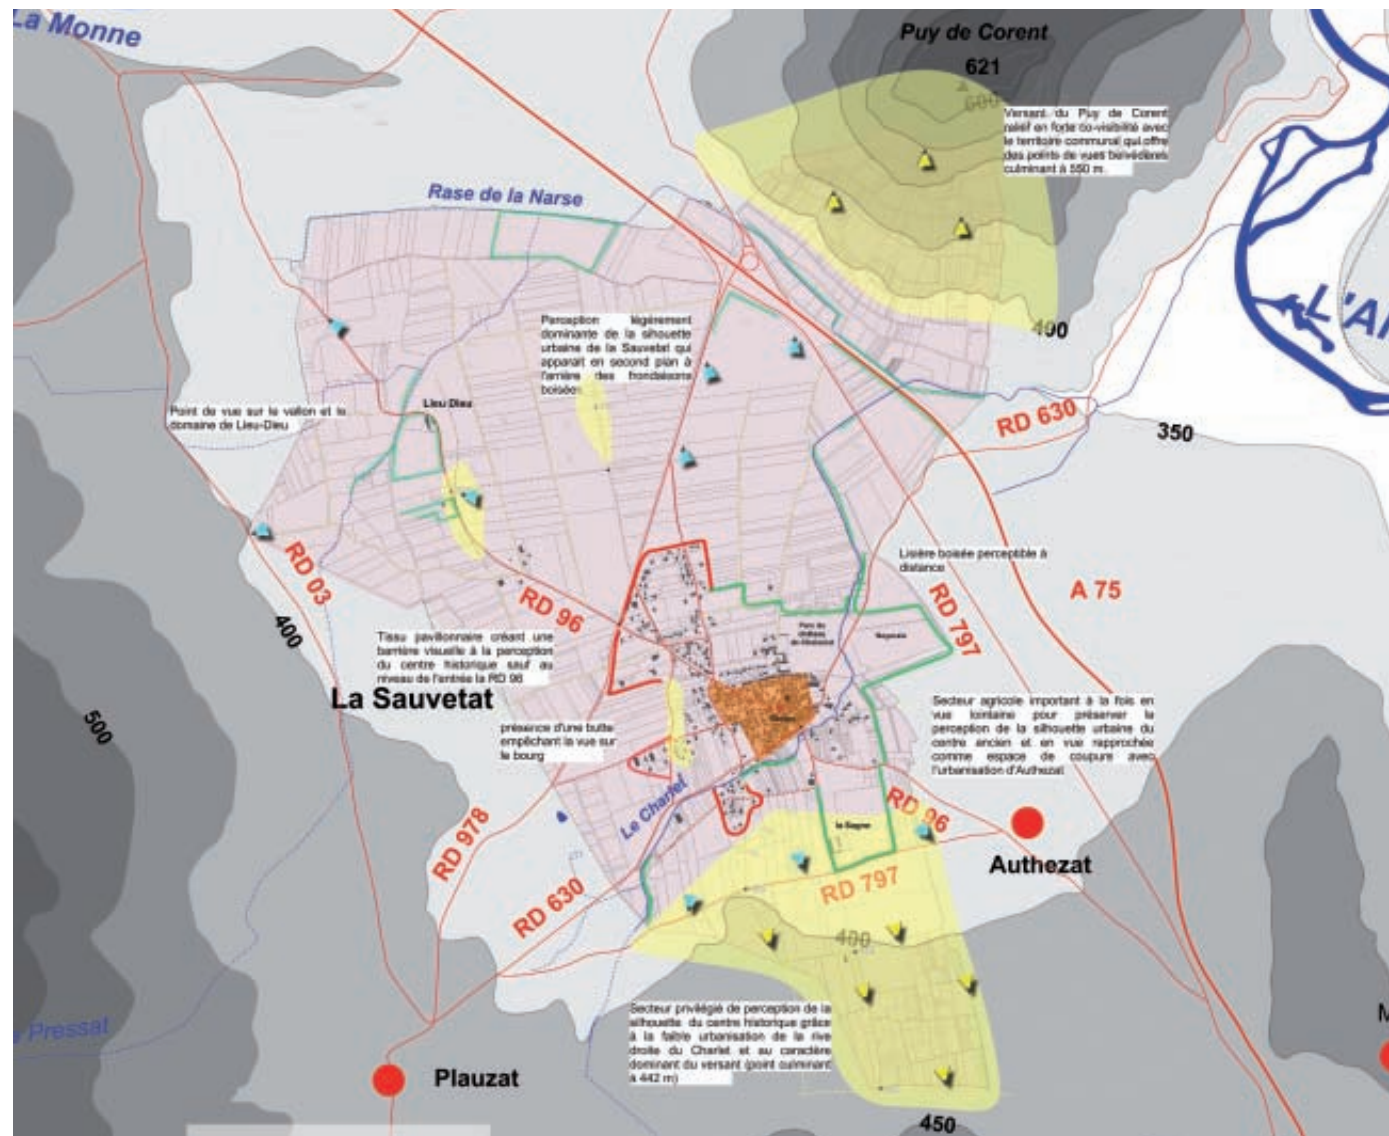 La Monne
Puy de Corent
621
600
Versant du Puy de Corent
relief en forte co-visibilité avec
le territoire communal qui offre
des points de vues belvédères
culminant à 550 m.
Rase de la Narse
400
L'Al
Perception légèrement
dominante de la silhouette
urbaine de la Sauvetat qui
apparait en second plan à
l'arrière des frondaisons
boisées
Point de vue sur le vallon et le
domaine de Lieu-Dieu
Lieu Dieu
RD 630
350
Lisière boisée perceptible à
distance
RD 03
RD 96
RD 797
A 75
400
Tissu pavillonnaire créant une
barrière visuelle à la perception
du centre historique sauf au
niveau de l'entrée la RD 96
Parc du
château
La Sauvetat
500
présence d'une butte
empêchant la vue sur
le bourg
Secteur agricole important à la fois en
vue lointaine pour préserver la
perception de la silhouette urbaine du
centre ancien et en vue rapprochée
comme espace de coupure avec
l'urbanisation d'Authezat
Le Charlet
RD 96
RD 978
la Sagne
Authezat
RD 797
RD 630
400
Secteur privilégié de perception de la
silhouette du centre historique grâce
à la faible urbanisation de la rive
droite du Charlet et au caractère
dominant du versant (point culminant
à 442 m)
Pressat
M
Plauzat
450